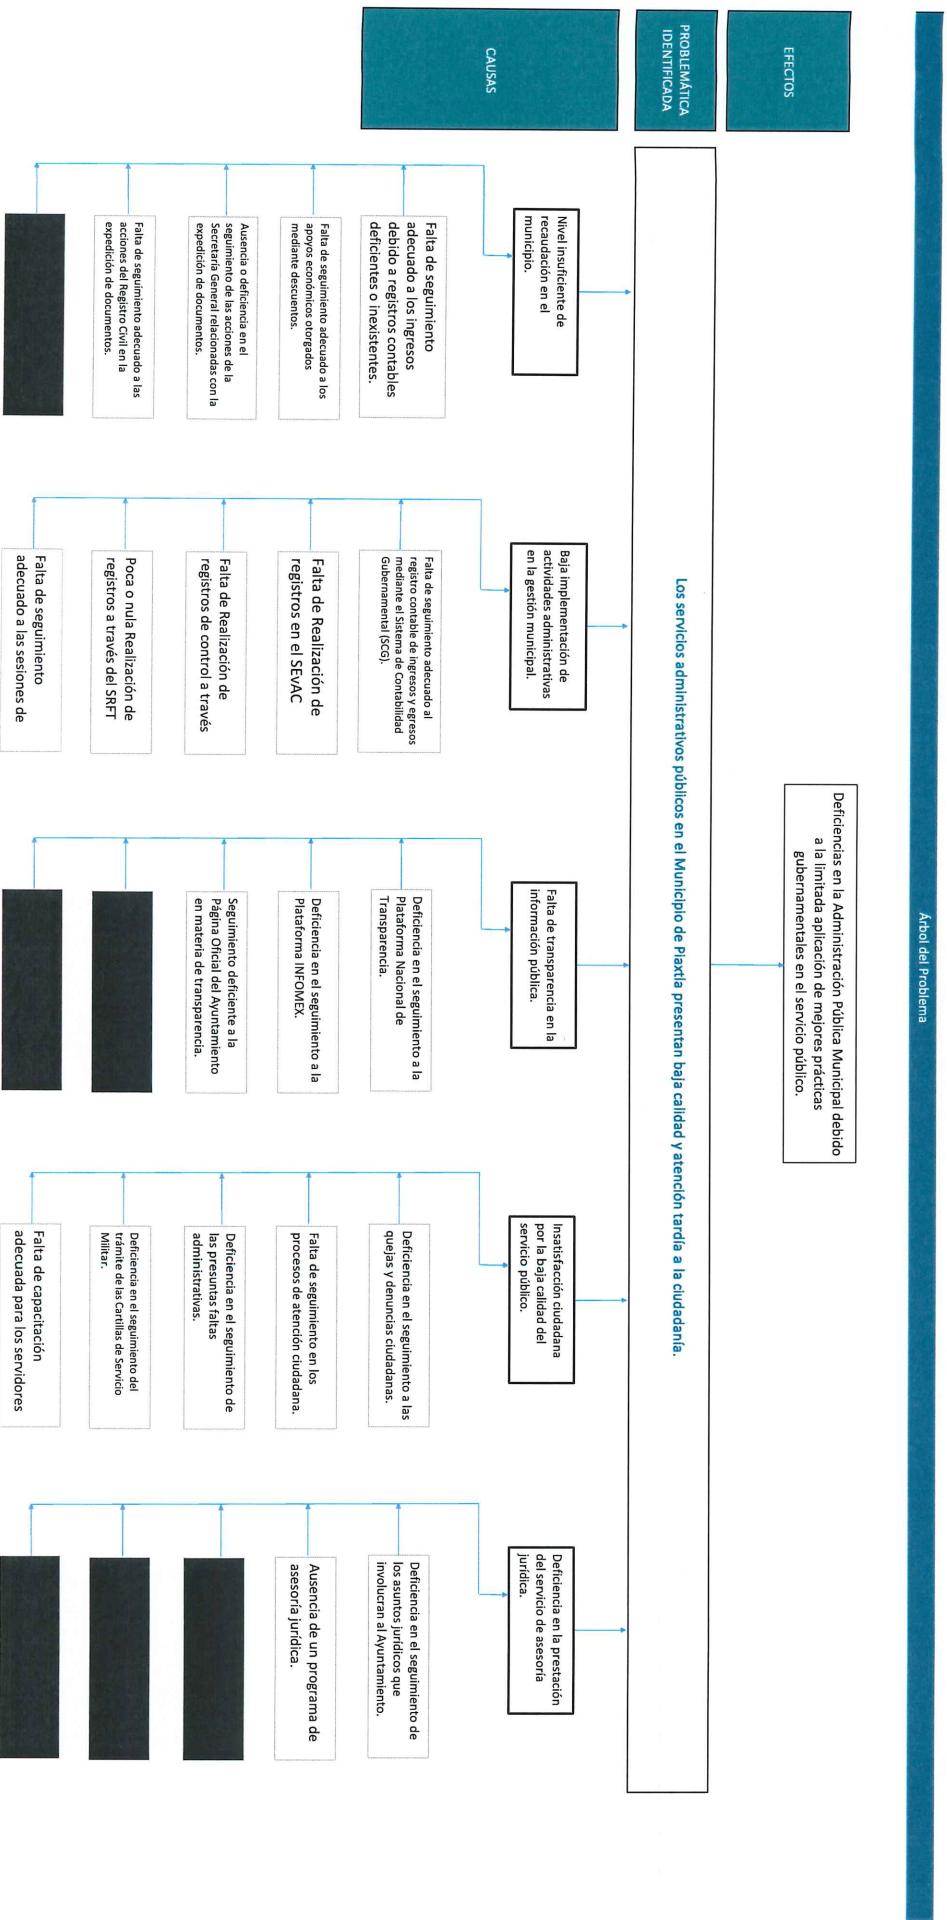 Árbol del Problema
EFECTOS
Deficiencias en la Administración Pública Municipal debido
a la limitada aplicación de mejores prácticas
gubernamentales en el servicio público.
PROBLEMÁTICA
IDENTIFICADA
Los servicios administrativos públicos en el Municipio de Piaxtla presentan baja calidad y atención tardía a la ciudadanía.
CAUSAS
Nivel insuficiente de
recaudación en el
municipio.
Falta de seguimiento
adecuado a los ingresos
debido a registros contables
deficientes o inexistentes.
Falta de seguimiento adecuado a los
apoyos económicos otorgados
mediante descuentos.
Ausencia o deficiencia en el
seguimiento de las acciones de la
Secretaría General relacionadas con la
expedición de documentos.
Falta de seguimiento adecuado a las
acciones del Registro Civil en la
expedición de documentos.
Baja implementación de
actividades administrativas
en la gestión municipal.
Falta de seguimiento adecuado al
registro contable de ingresos y egresos
mediante el Sistema de Contabilidad
Gubernamental (SCG).
Falta de Realización de
registros en el SEvAC
Falta de Realización de
registros de control a través
Poca o nula Realización de
registros a través del SRFT
Falta de seguimiento
adecuado a las sesiones de
Falta de transparencia en la
información pública.
Deficiencia en el seguimiento a la
Plataforma Nacional de
Transparencia.
Deficiencia en el seguimiento a la
Plataforma INFOMEX.
Seguimiento deficiente a la
Página Oficial del Ayuntamiento
en materia de transparencia.
Insatisfacción ciudadana
por la baja calidad del
servicio público.
Deficiencia en el seguimiento a las
quejas y denuncias ciudadanas.
Falta de seguimiento en los
procesos de atención ciudadana.
Deficiencia en el seguimiento de
las presuntas faltas
administrativas.
Deficiencia en el seguimiento del
trámite de las Cartillas de Servicio
Militar.
Falta de capacitación
adecuada para los servidores
Deficiencia en la prestación
del servicio de asesoría
jurídica.
Deficiencia en el seguimiento de
los asuntos jurídicos que
involucran al Ayuntamiento.
Ausencia de un programa de
asesoría jurídica.